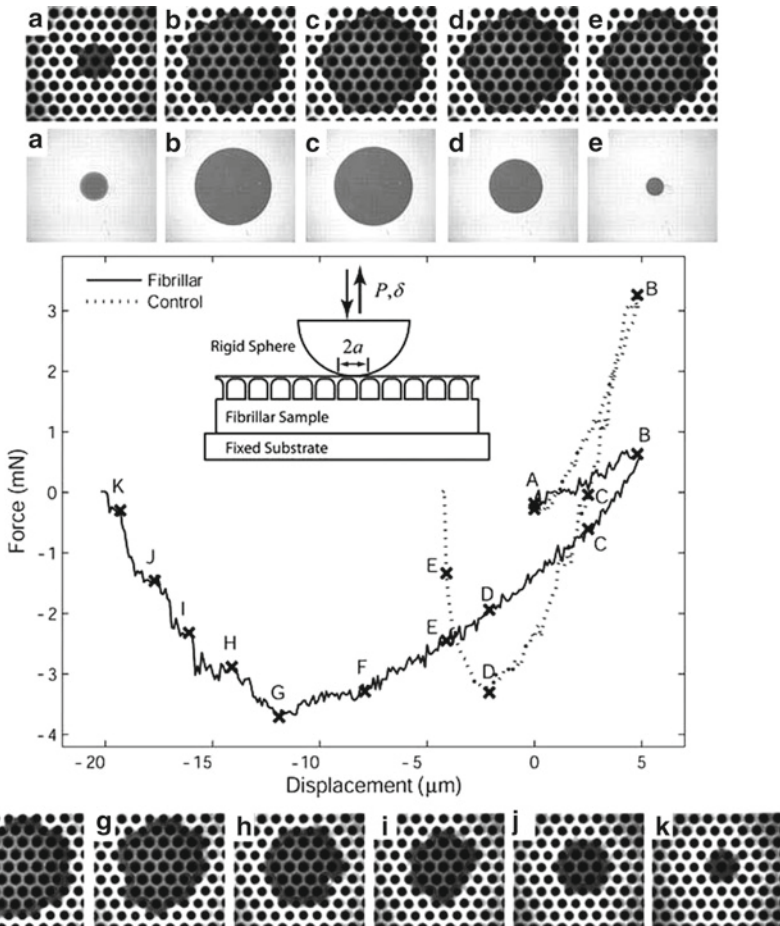 a b c d e
a b c d e
Fibrillar
Control
P,δ
Rigid Sphere
2a
Fibrillar Sample
Fixed Substrate
3
2
1
0
-1
-2
-3
-4
Force (mN)
A
B
B
C
C
D
D
E
E
F
G
H
I
J
K
-20 -15 -10 -5 0 5
Displacement (μm)
g h i j k